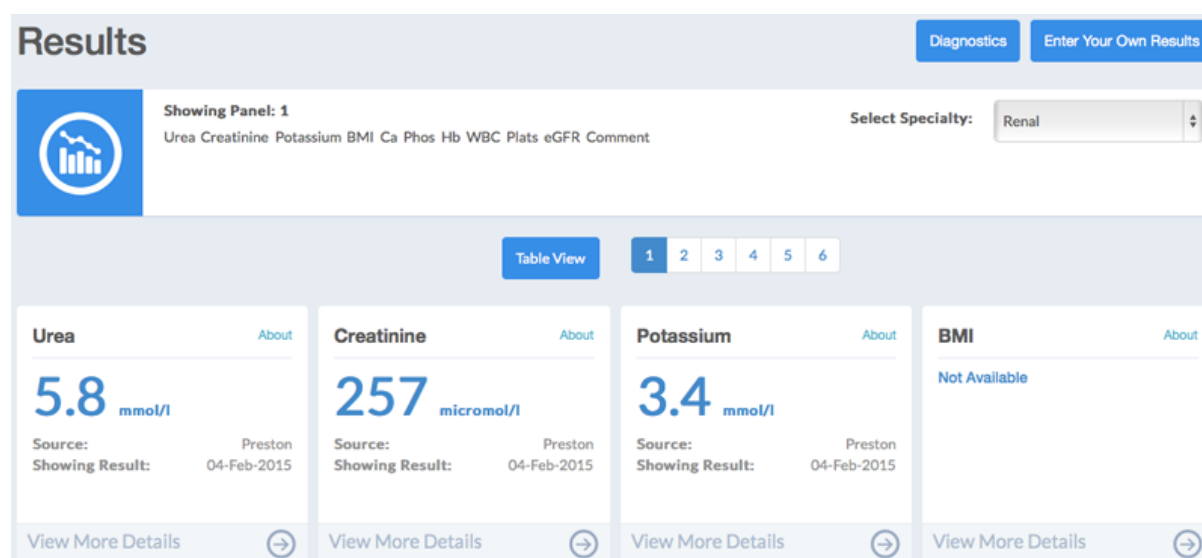 Results
Diagnostics
Enter Your Own Results
Showing Panel: 1
Urea Creatinine Potassium BMI Ca Phos Hb WBC Plats eGFR Comment
Select Specialty:
Renal
Table View
1 2 3 4 5 6
Urea About
5.8 mmol/l
Source: Preston
Showing Result: 04-Feb-2015
View More Details
Creatinine About
257 micromol/l
Source: Preston
Showing Result: 04-Feb-2015
View More Details
Potassium About
3.4 mmol/l
Source: Preston
Showing Result: 04-Feb-2015
View More Details
BMI About
Not Available
View More Details